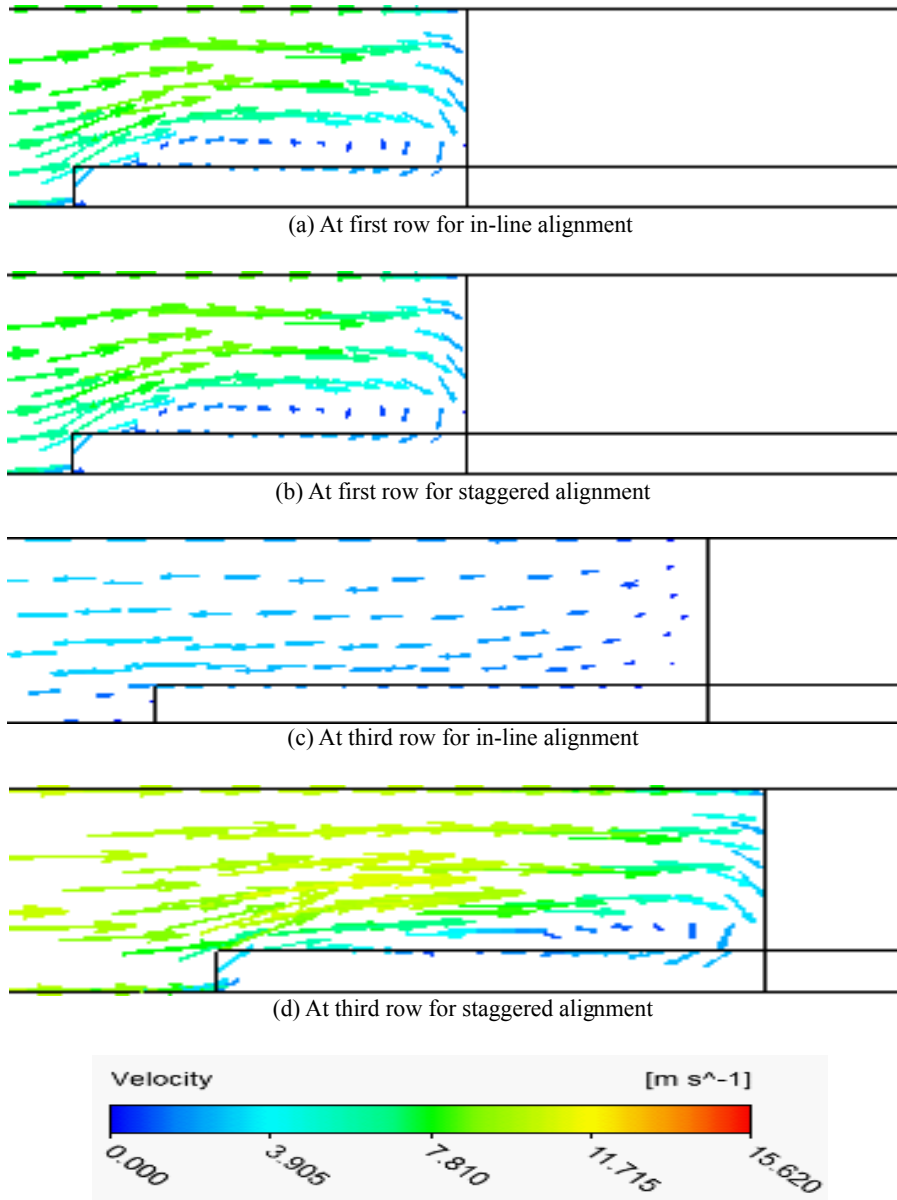 (a) At first row for in-line alignment
(b) At first row for staggered alignment
(c) At third row for in-line alignment
(d) At third row for staggered alignment
Velocity [m s^-1]
0.000 3.905 7.810 11.715 15.620